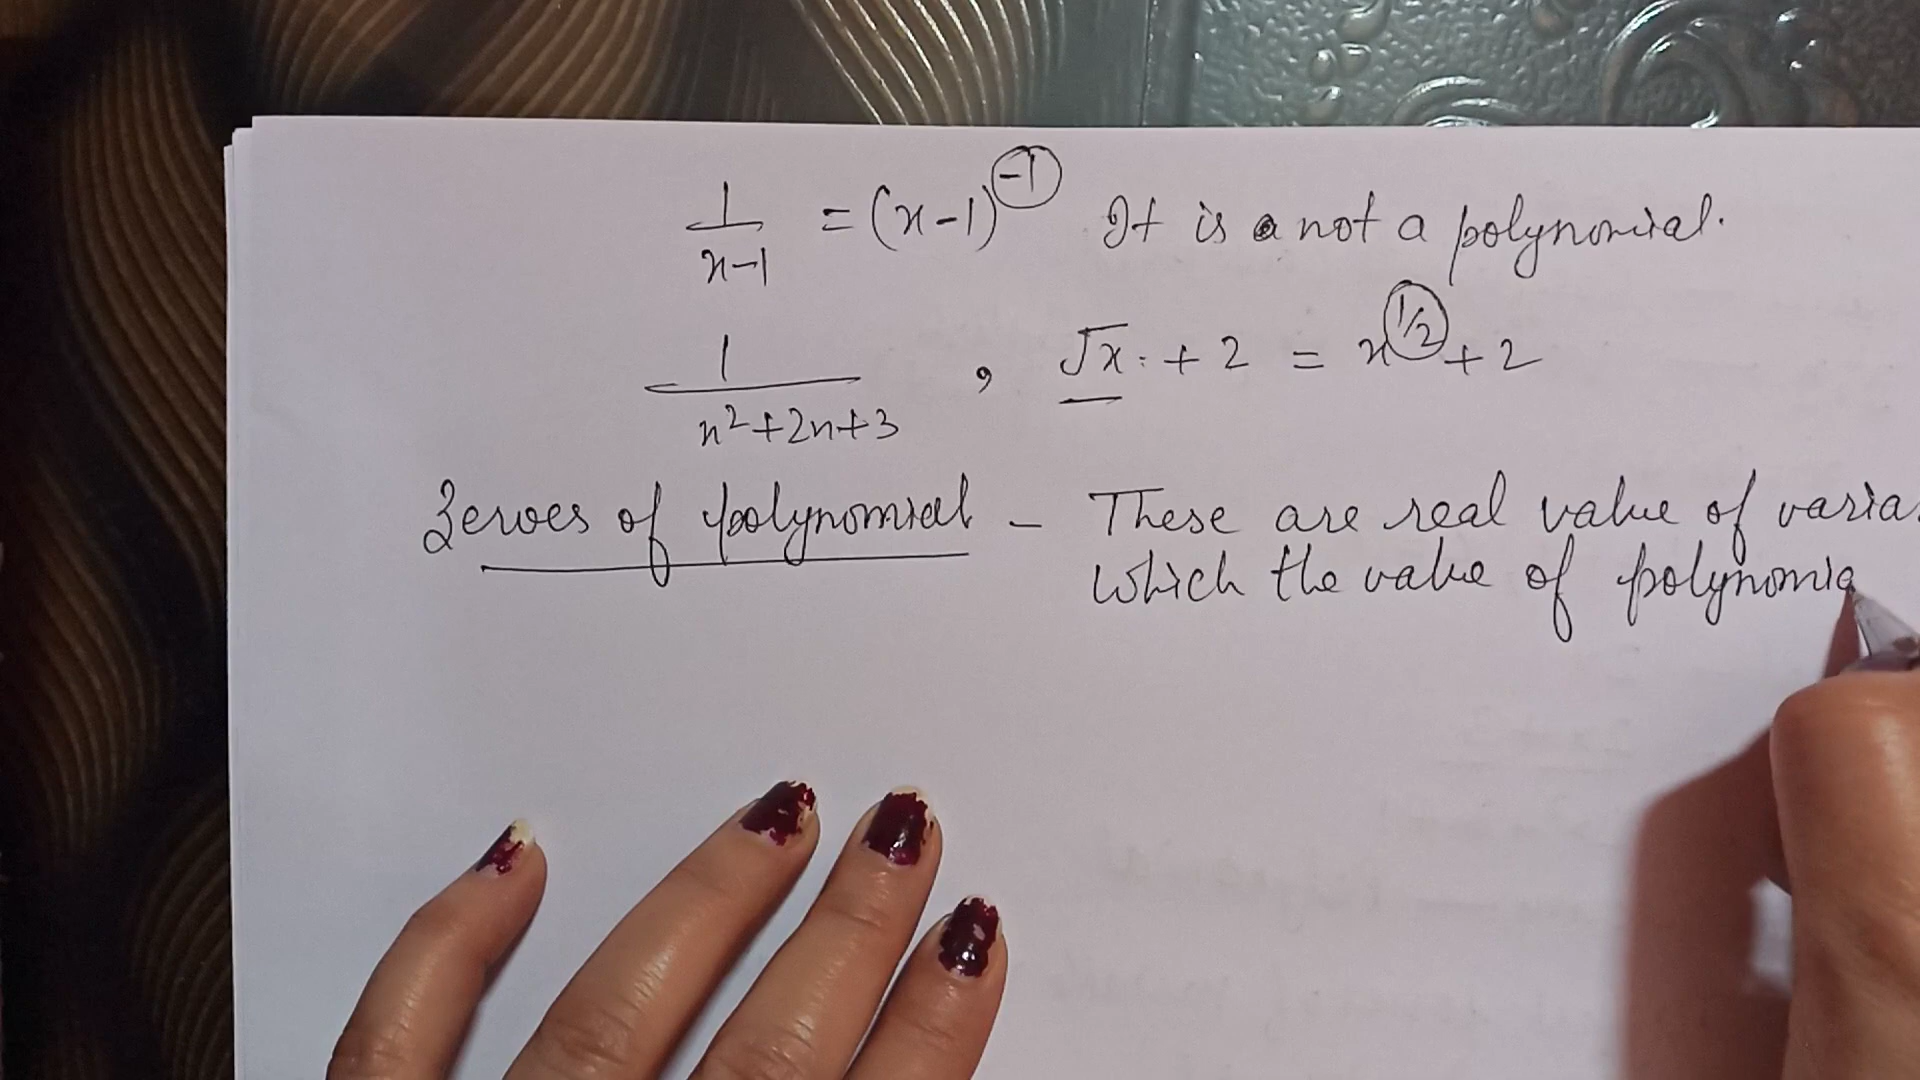 1/x-1 = (x-1)^-1 It is a not a polynomial.
1/x²+2x+3 , √x + 2 = x^1/2 + 2
Zeroes of polynomial - These are real value of varia
which the value of polynomia